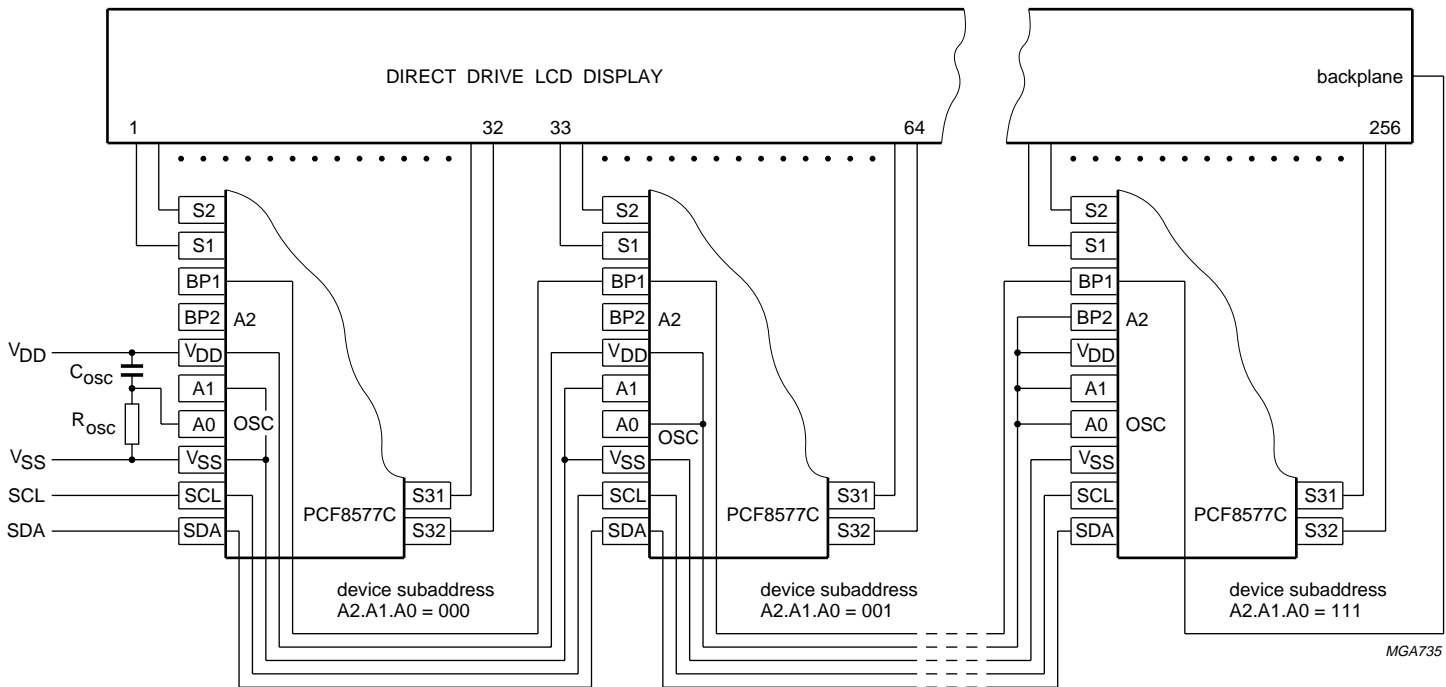 DIRECT DRIVE LCD DISPLAY
backplane
1 32 33 64 256
S2 S2 S2
S1 S1 S1
BP1 BP1 BP1
BP2 A2 BP2 A2 BP2 A2
VDD VDD VDD VDD
Cosc
A1 A1 A1
Rosc A0 OSC A0 OSC A0 OSC
VSS VSS VSS VSS
SCL SCL SCL SCL
S31 S31 S31
PCF8577C PCF8577C PCF8577C
SDA SDA SDA SDA
S32 S32 S32
device subaddress device subaddress device subaddress
A2.A1.A0 = 000 A2.A1.A0 = 001 A2.A1.A0 = 111
MGA735